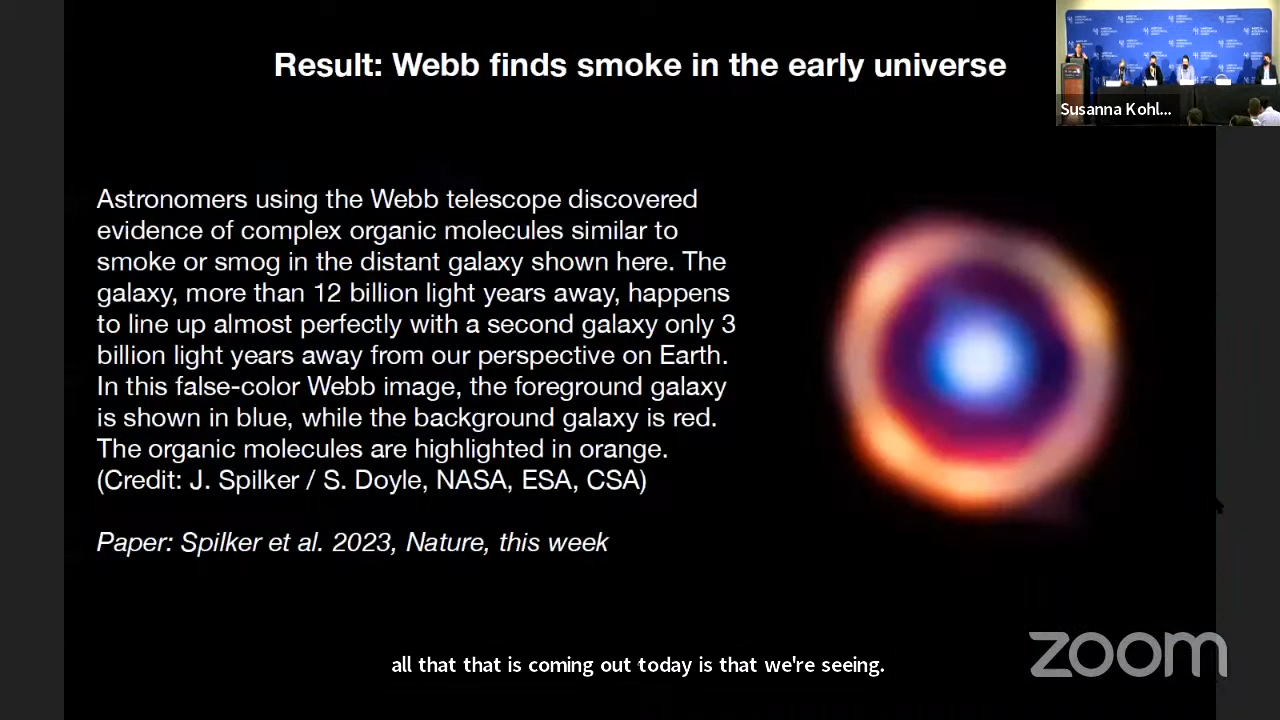 Result: Webb finds smoke in the early universe
Susanna Kohl...
Astronomers using the Webb telescope discovered
evidence of complex organic molecules similar to
smoke or smog in the distant galaxy shown here. The
galaxy, more than 12 billion light years away, happens
to line up almost perfectly with a second galaxy only 3
billion light years away from our perspective on Earth.
In this false-color Webb image, the foreground galaxy
is shown in blue, while the background galaxy is red.
The organic molecules are highlighted in orange.
(Credit: J. Spilker / S. Doyle, NASA, ESA, CSA)
Paper: Spilker et al. 2023, Nature, this week
all that that is coming out today is that we're seeing.
zoom